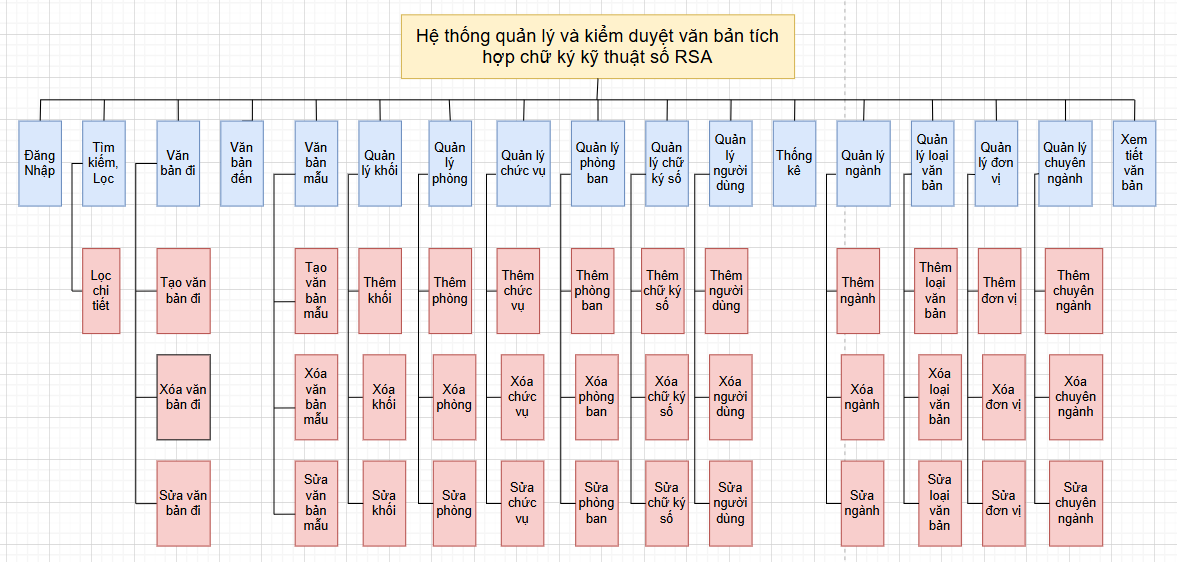 Hệ thống quản lý và kiểm duyệt văn bản tích
hợp chữ ký kỹ thuật số RSA
Đăng
Nhập
Tìm
kiếm,
Lọc
Văn
bản đi
Văn
bản
đến
Văn
bản
mẫu
Quản
lý khối
Quản
lý
phòng
Quản lý
chức vụ
Quản lý
phòng
ban
Quản
lý chữ
ký số
Quản
lý
người
dùng
Thống
kê
Quản lý
ngành
Quản
lý loại
văn
bản
Quản
lý đơn
vị
Quản lý
chuyên
ngành
Xem
tiết
văn
bản
Lọc
chi
tiết
Tạo văn
bản đi
Tạo
văn
bản
mẫu
Thêm
khối
Thêm
phòng
Thêm
chức
vụ
Thêm
phòng
ban
Thêm
chữ ký
số
Thêm
người
dùng
Thêm
ngành
Thêm
loại
văn
bản
Thêm
đơn vị
Thêm
chuyên
ngành
Xóa văn
bản đi
Xóa
văn
bản
mẫu
Xóa
khối
Xóa
phòng
Xóa
chức
vụ
Xóa
phòng
ban
Xóa
chữ ký
số
Xóa
người
dùng
Xóa
ngành
Xóa
loại
văn
bản
Xóa
đơn vị
Xóa
chuyên
ngành
Sửa văn
bản đi
Sửa
văn
bản
mẫu
Sửa
khối
Sửa
phòng
Sửa
chức
vụ
Sửa
phòng
ban
Sửa
chữ ký
số
Sửa
người
dùng
Sửa
ngành
Sửa
loại
văn
bản
Sửa
đơn vị
Sửa
chuyên
ngành